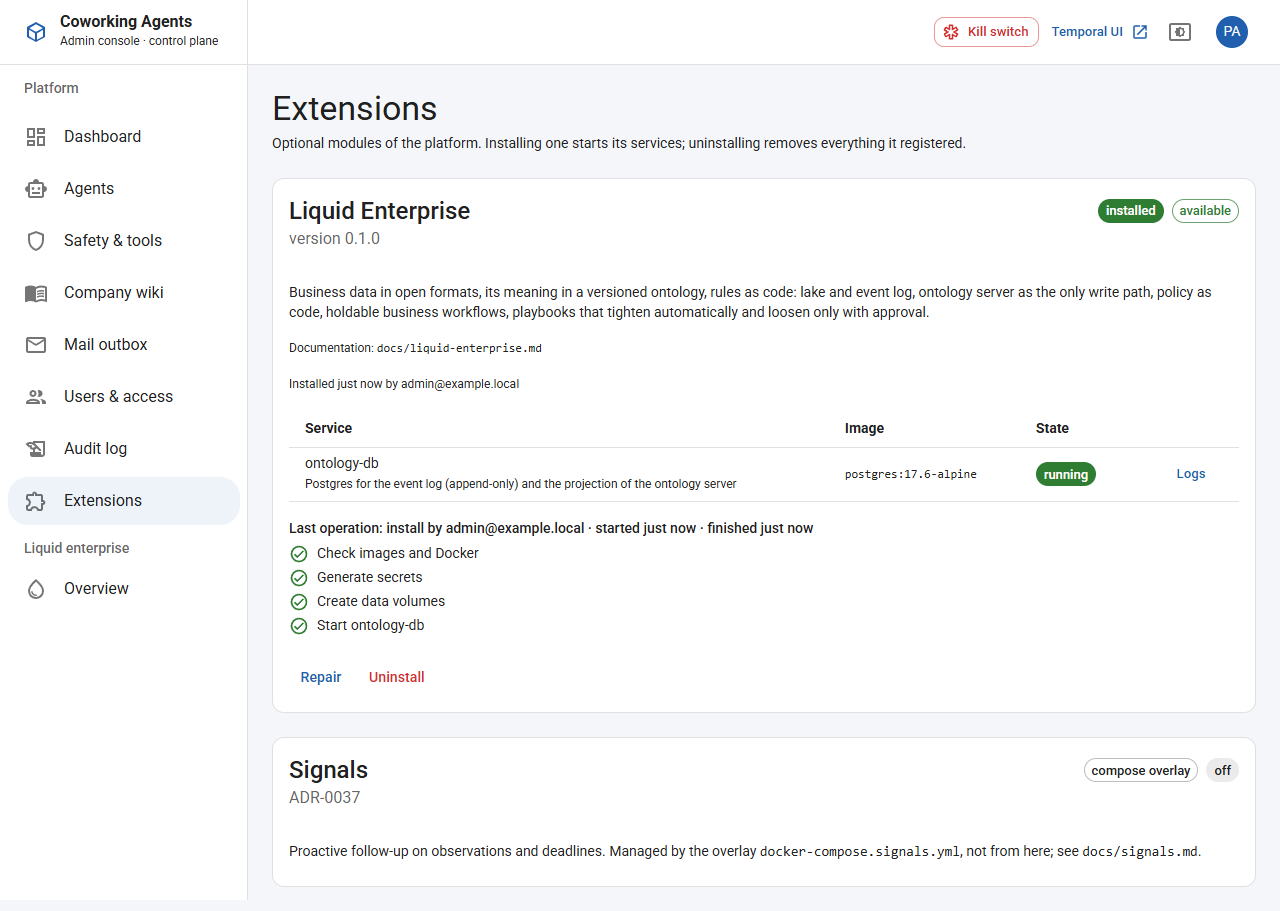 Coworking Agents
Admin console · control plane
Kill switch
Temporal UI
PA
Platform
Dashboard
Agents
Safety & tools
Company wiki
Mail outbox
Users & access
Audit log
Extensions
Liquid enterprise
Overview
Extensions
Optional modules of the platform. Installing one starts its services; uninstalling removes everything it registered.
Liquid Enterprise
installed
available
version 0.1.0
Business data in open formats, its meaning in a versioned ontology, rules as code: lake and event log, ontology server as the only write path, policy as
code, holdable business workflows, playbooks that tighten automatically and loosen only with approval.
Documentation: docs/liquid-enterprise.md
Installed just now by admin@example.local
Service Image State
ontology-db
Postgres for the event log (append-only) and the projection of the ontology server
postgres:17.6-alpine
running
Logs
Last operation: install by admin@example.local · started just now · finished just now
Check images and Docker
Generate secrets
Create data volumes
Start ontology-db
Repair Uninstall
Signals
compose overlay
off
ADR-0037
Proactive follow-up on observations and deadlines. Managed by the overlay docker-compose.signals.yml, not from here; see docs/signals.md.